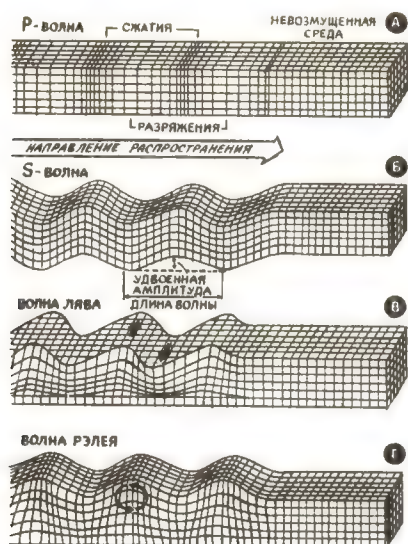 P-ВОЛНА
СЖАТИЯ
НЕВОЗМУЩЕННАЯ
СРЕДА
А
РАЗРЯЖЕНИЯ
НАПРАВЛЕНИЕ РАСПРОСТРАНЕНИЯ
Б
S-ВОЛНА
УДВОЕННАЯ
АМПЛИТУДА
ДЛИНА ВОЛНЫ
ВОЛНА ЛЯВА
В
ВОЛНА РЭЛЕЯ
Г